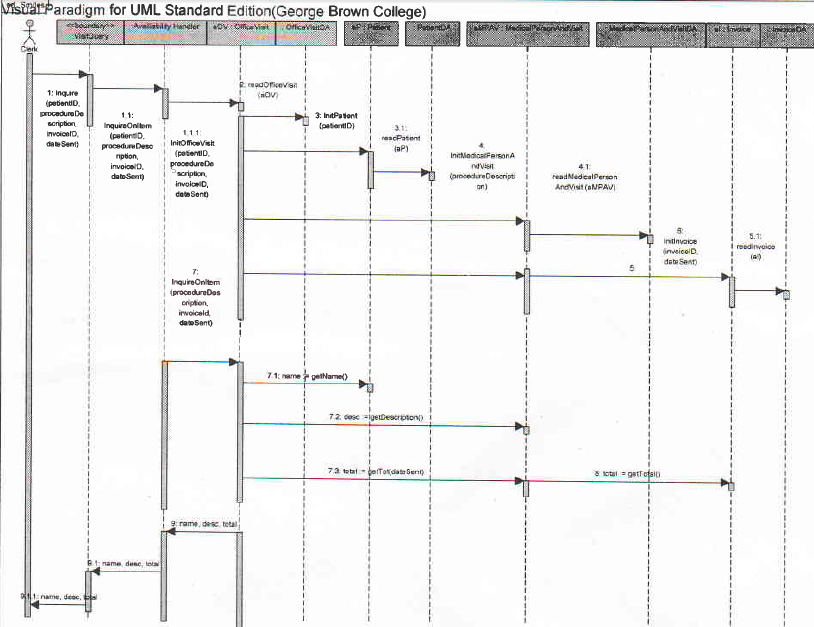 Visual Paradigm for UML Standard Edition(George Brown College)
Clerk
<<boundary>>
VisitQuery
Availability Handler
aOV : OfficeVisit
OfficeVisitDA
aP : Patient
PatientDA
aMPAV : MedicalPersonAndVisit
MedicalPersonAndVisitDA
aI : Invoice
InvoiceDA
1: Inquire
(patientID,
procedureDe
scription,
invoiceID,
dateSent)
1.1:
InquireOnItem
(patientID,
procedureDesc
ription,
invoiceID,
dateSent)
1.1.1:
InitOfficeVisit
(patientID,
procedureDe
scription,
invoiceID,
dateSent)
2: readOfficeVisit
(aOV)
3: InitPatient
(patientID)
3.1:
readPatient
(aP)
4.
InitMedicalPersonA
ndVisit
(procedureDescripti
on)
4.1:
readMedicalPerson
AndVisit (aMPAV)
6:
InitInvoice
(invoiceID,
dateSent)
5.1:
readInvoice
(aI)
5
7:
InquireOnItem
(procedureDes
cription,
invoiceId,
dateSent)
7.1: name := getName()
7.2: desc :=getDescription()
7.3: total := getTot(dateSent)
8: total := getTotal()
9: name, desc, total
9.1: name, desc, total
9.1.1: name, desc, total